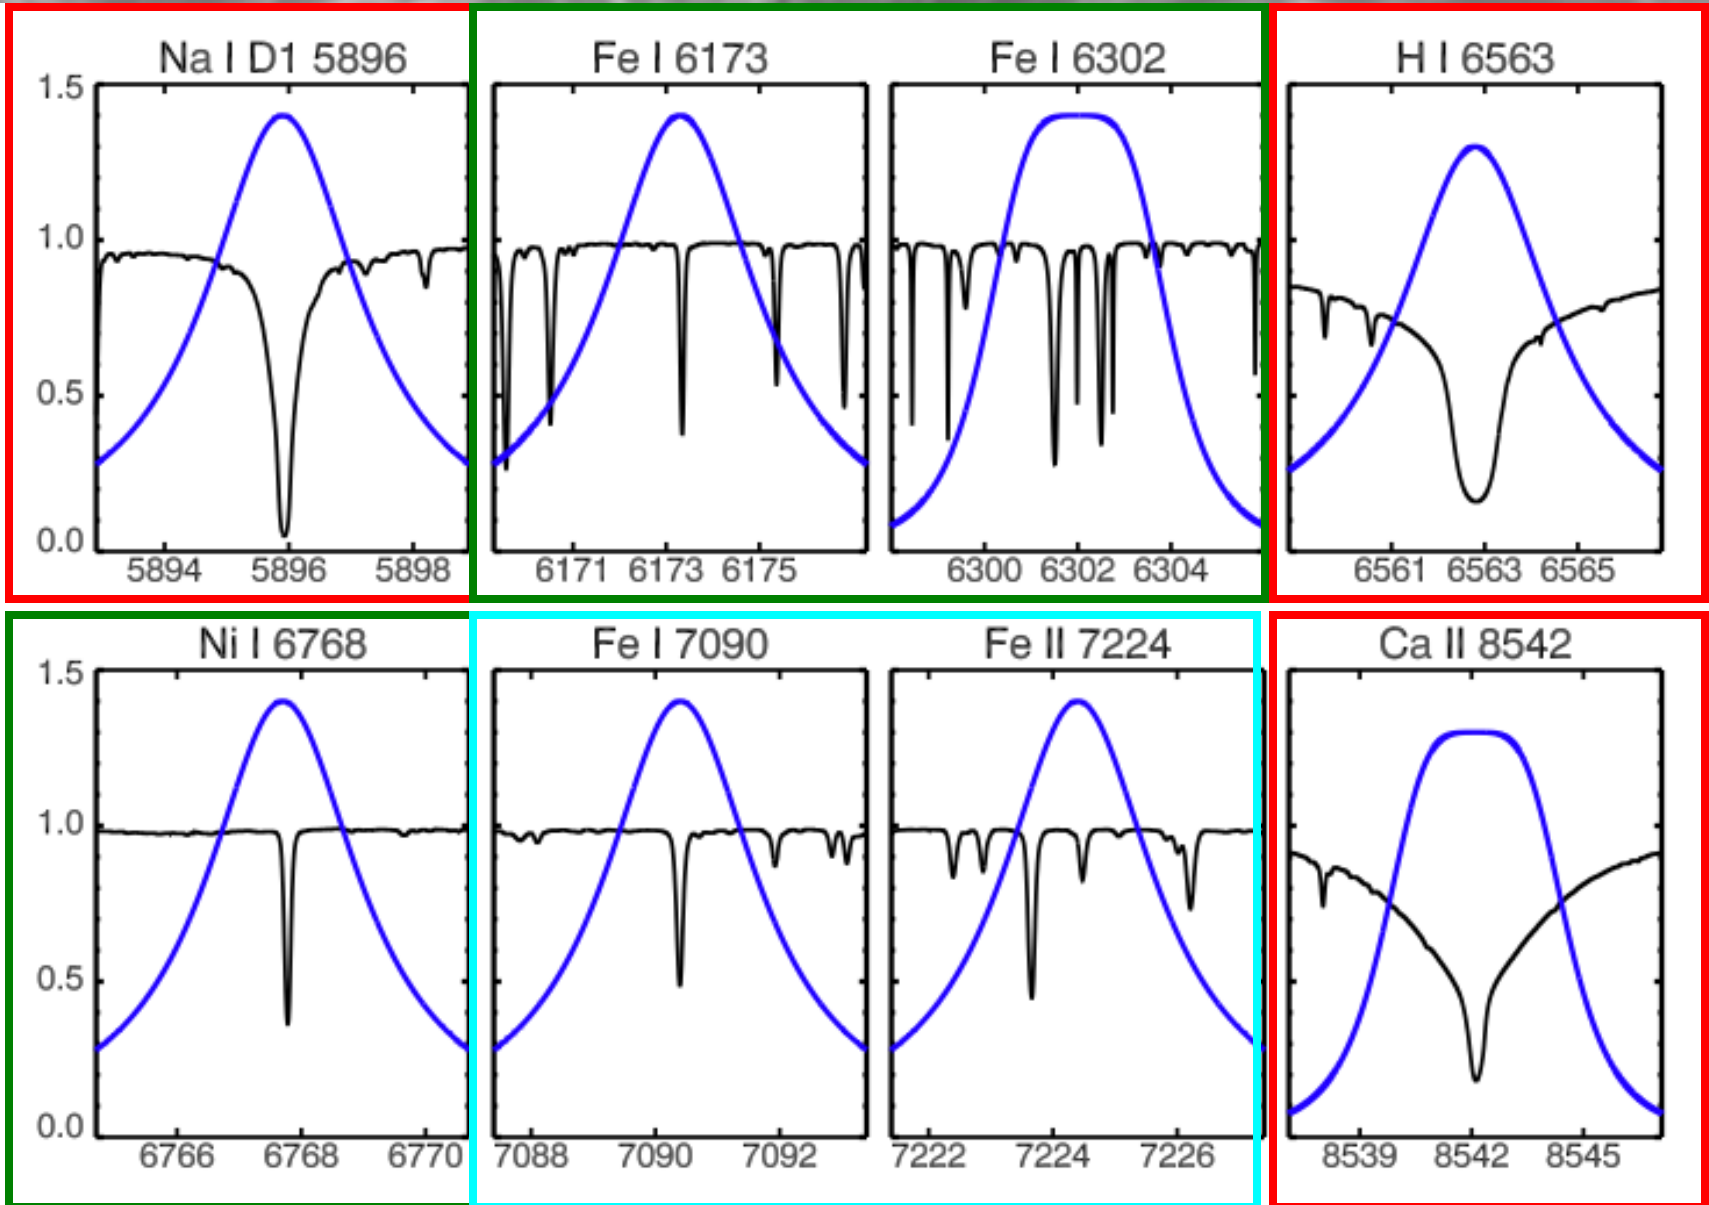 Na I D1 5896
Fe I 6173
Fe I 6302
H I 6563
1.5
1.0
0.5
0.0
5894 5896 5898
6171 6173 6175
6300 6302 6304
6561 6563 6565
Ni I 6768
Fe I 7090
Fe II 7224
Ca II 8542
1.5
1.0
0.5
0.0
6766 6768 6770
7088 7090 7092
7222 7224 7226
8539 8542 8545